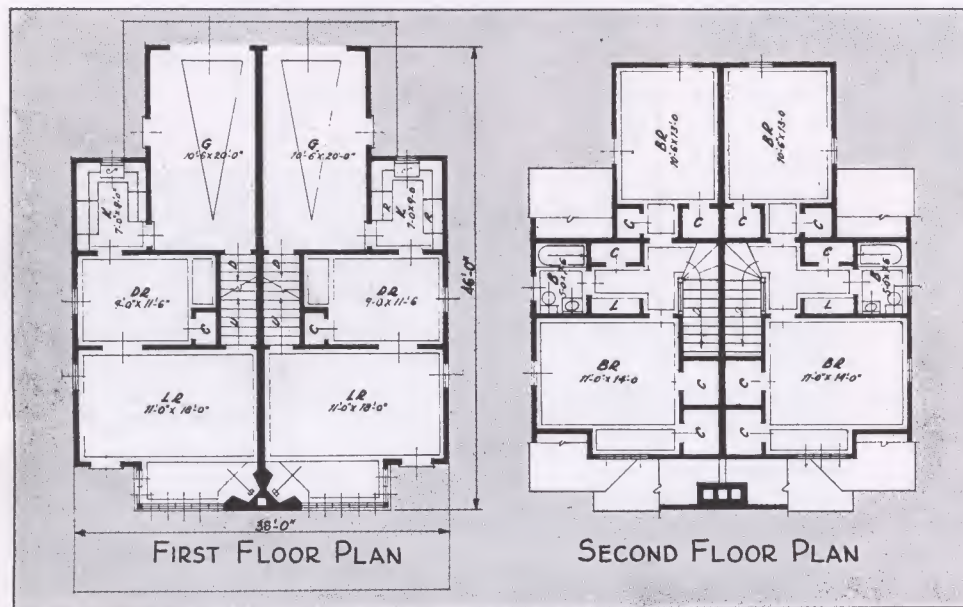 G
10'-6"X20'-0"
G
10'-6"X20'-0"
K
7'-0"X9'-0"
R
K
7'-0"X9'-0"
R
D
D
DR
9'-0"X11'-6"
DR
9'-0"X11'-6
C
U
U
C
LR
11'-0"X18'-0"
LR
11'-0"X18'-0"
46'-0"
38'-0"
FIRST FLOOR PLAN
BR
10'-6"X13'-0
BR
10'-6"X13'-0
C
C
C
C
C
C
B
B
L
L
BR
11'-0"X14'-0
BR
11'-0"X14'-0"
C
C
C
C
SECOND FLOOR PLAN